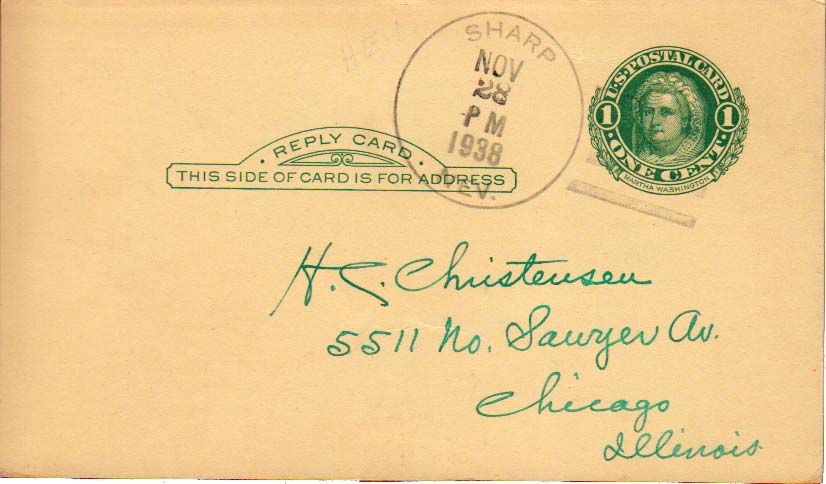 SHARP
NOV
28
PM
1938
NEV.
U.S. POSTAL CARD
1 1
· ONE CENT ·
MARTHA WASHINGTON
· REPLY CARD ·
THIS SIDE OF CARD IS FOR ADDRESS
H. C. Christensen
5511 No. Sawyer Av.
Chicago
Illinois